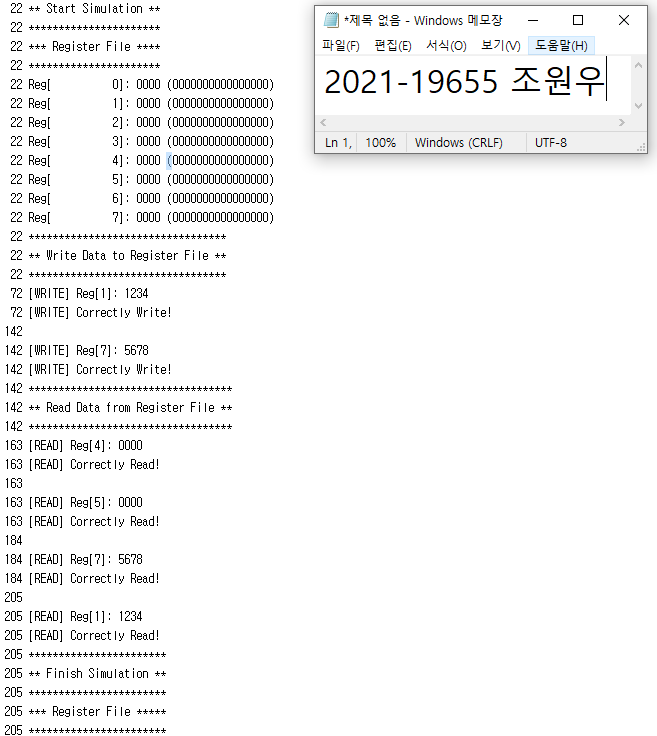 22 ** Start Simulation **
22 **********************
22 *** Register File ****
22 **********************
22 Reg[          0]: 0000 (0000000000000000)
22 Reg[          1]: 0000 (0000000000000000)
22 Reg[          2]: 0000 (0000000000000000)
22 Reg[          3]: 0000 (0000000000000000)
22 Reg[          4]: 0000 (0000000000000000)
22 Reg[          5]: 0000 (0000000000000000)
22 Reg[          6]: 0000 (0000000000000000)
22 Reg[          7]: 0000 (0000000000000000)
22 *********************************
22 ** Write Data to Register File **
22 *********************************
72 [WRITE] Reg[1]: 1234
72 [WRITE] Correctly Write!
142
142 [WRITE] Reg[7]: 5678
142 [WRITE] Correctly Write!
142 **********************************
142 ** Read Data from Register File **
142 **********************************
163 [READ] Reg[4]: 0000
163 [READ] Correctly Read!
163
163 [READ] Reg[5]: 0000
163 [READ] Correctly Read!
184
184 [READ] Reg[7]: 5678
184 [READ] Correctly Read!
205
205 [READ] Reg[1]: 1234
205 [READ] Correctly Read!
205 ***********************
205 ** Finish Simulation **
205 ***********************
205 *** Register File *****
205 ***********************
*제목 없음 - Windows 메모장
파일(F) 편집(E) 서식(O) 보기(V) 도움말(H)
2021-19655 조원우
Ln 1, 100% Windows (CRLF) UTF-8